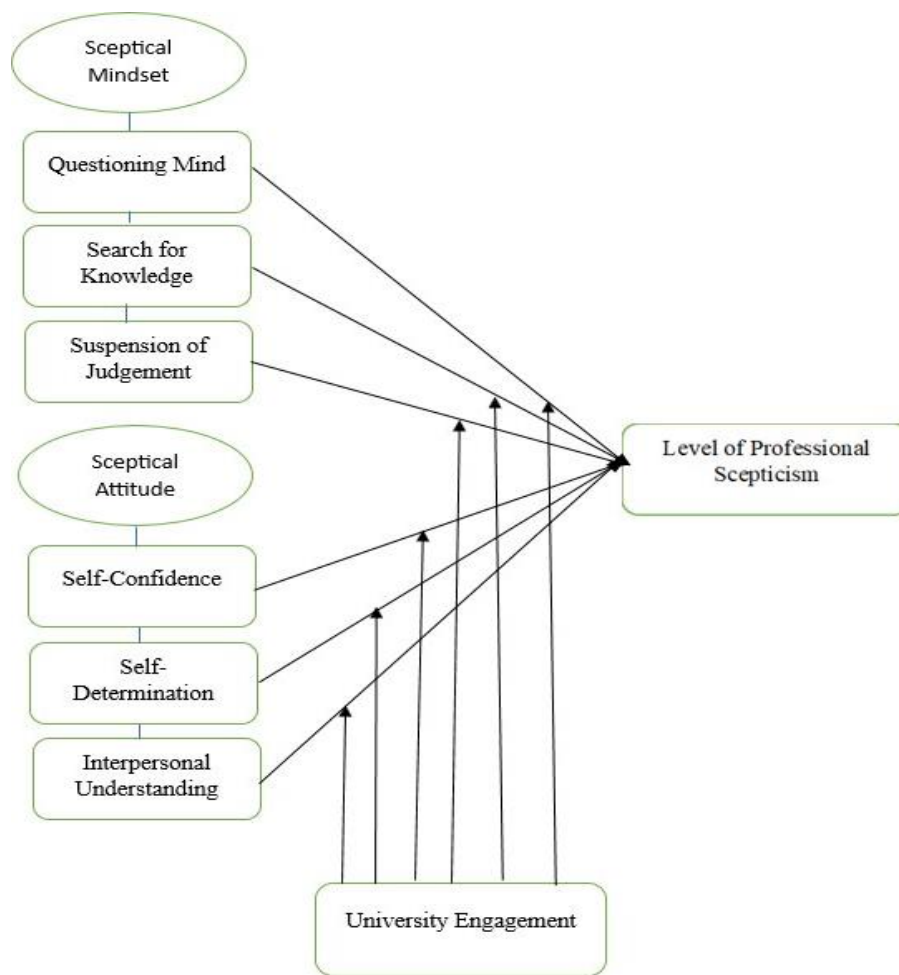 Sceptical
Mindset
Questioning Mind
Search for
Knowledge
Suspension of
Judgement
Sceptical
Attitude
Self-Confidence
Self-
Determination
Interpersonal
Understanding
Level of Professional
Scepticism
University Engagement